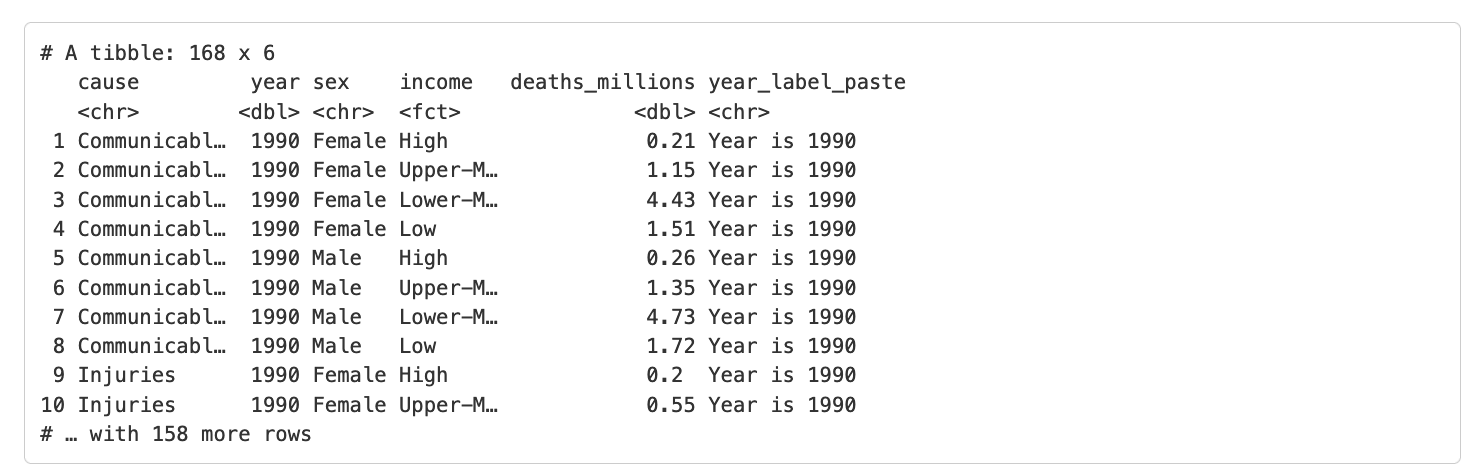 # A tibble: 168 x 6
   cause         year sex    income   deaths_millions year_label_paste
   <chr>        <dbl> <chr>  <fct>              <dbl> <chr>
 1 Communicabl…  1990 Female High                0.21 Year is 1990
 2 Communicabl…  1990 Female Upper–M…            1.15 Year is 1990
 3 Communicabl…  1990 Female Lower–M…            4.43 Year is 1990
 4 Communicabl…  1990 Female Low                 1.51 Year is 1990
 5 Communicabl…  1990 Male   High                0.26 Year is 1990
 6 Communicabl…  1990 Male   Upper–M…            1.35 Year is 1990
 7 Communicabl…  1990 Male   Lower–M…            4.73 Year is 1990
 8 Communicabl…  1990 Male   Low                 1.72 Year is 1990
 9 Injuries      1990 Female High                0.2  Year is 1990
10 Injuries      1990 Female Upper–M…            0.55 Year is 1990
# … with 158 more rows